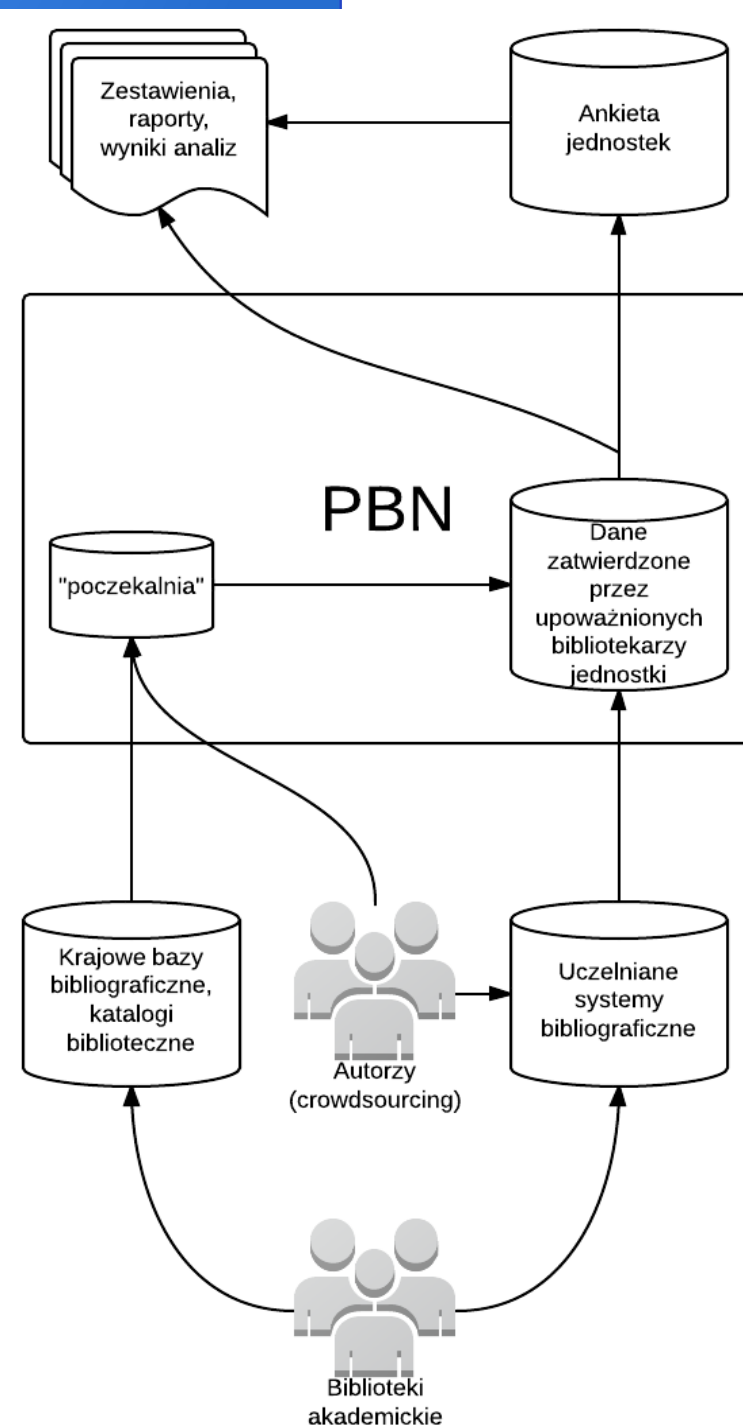 Zestawienia,
raporty,
wyniki analiz
Ankieta
jednostek
PBN
"poczekalnia"
Dane
zatwierdzone
przez
upoważnionych
bibliotekarzy
jednostki
Krajowe bazy
bibliograficzne,
katalogi
biblioteczne
Autorzy
(crowdsourcing)
Uczelniane
systemy
bibliograficzne
Biblioteki
akademickie